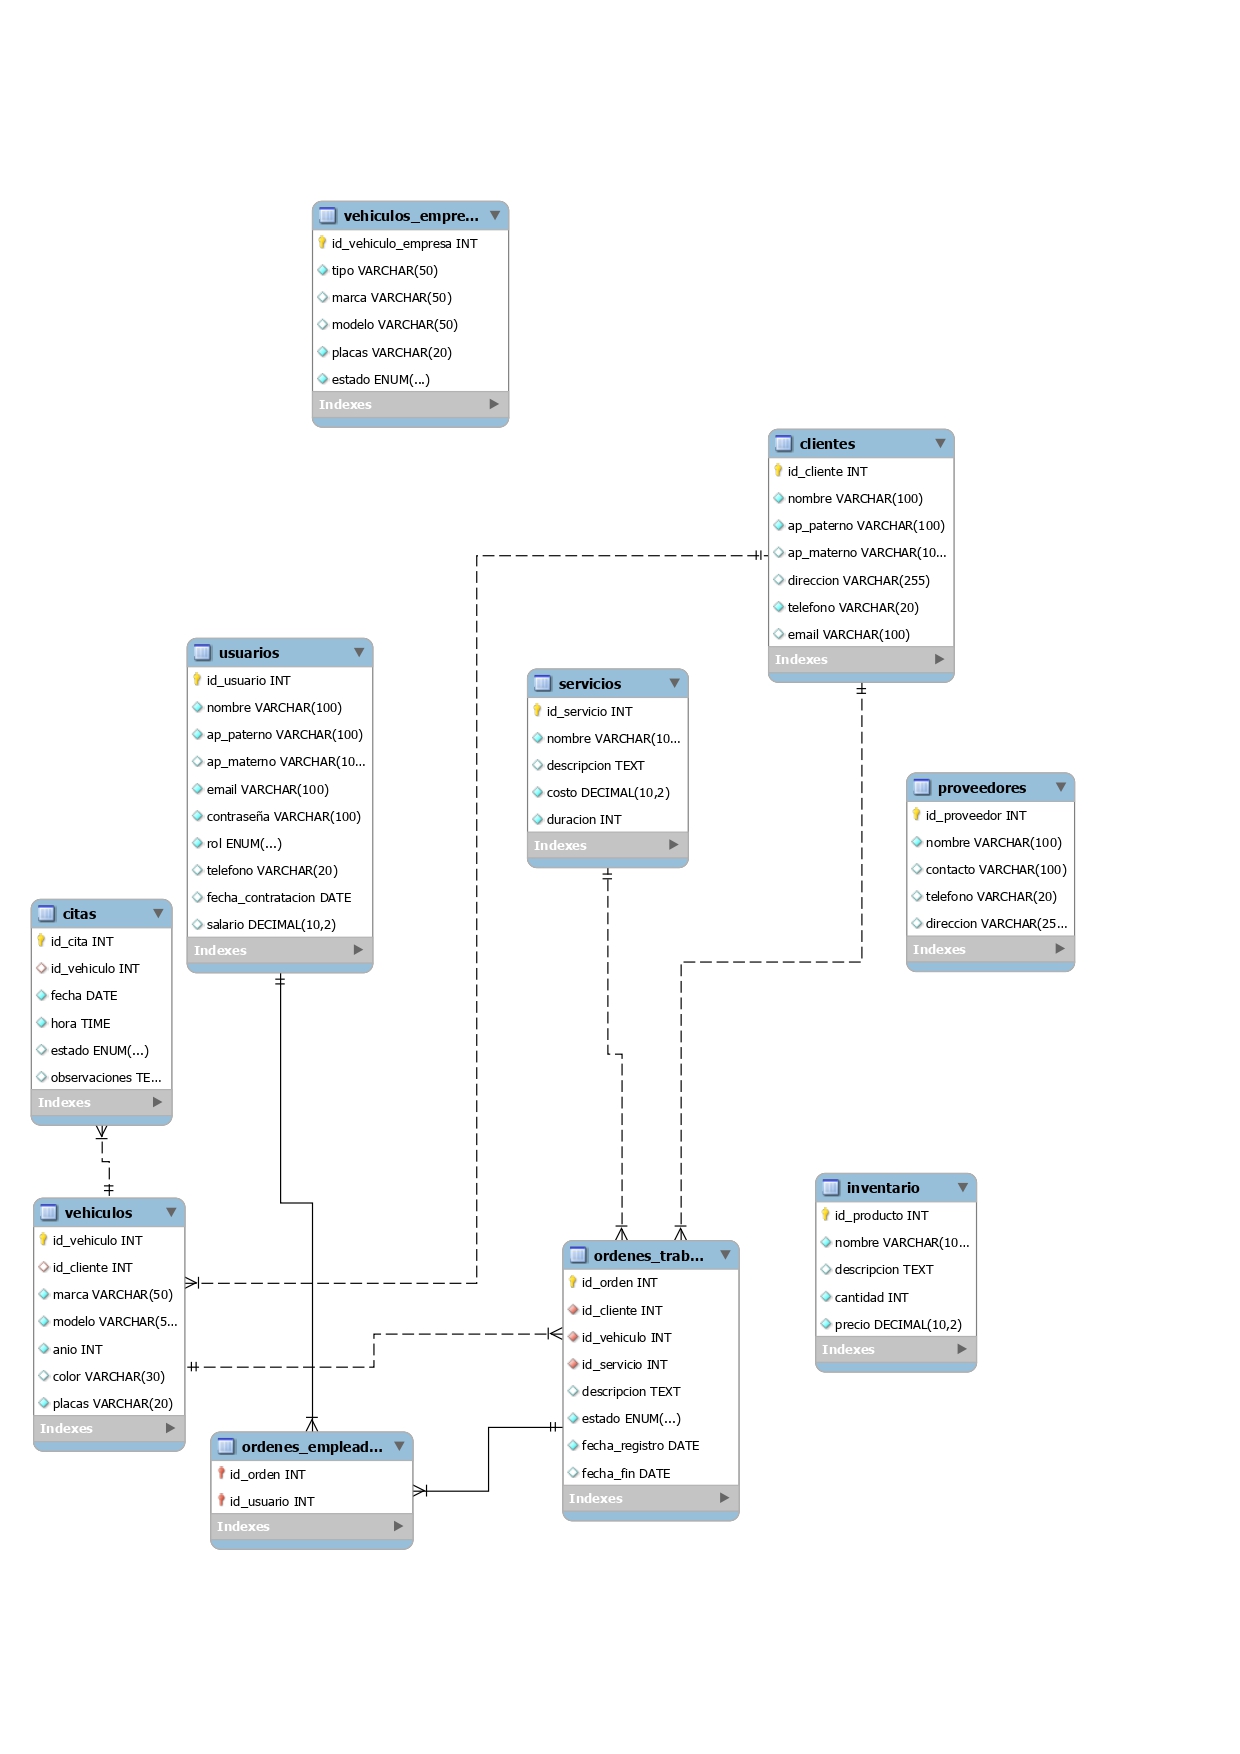 vehiculos_empre...
id_vehiculo_empresa INT
tipo VARCHAR(50)
marca VARCHAR(50)
modelo VARCHAR(50)
placas VARCHAR(20)
estado ENUM(...)
Indexes
clientes
id_cliente INT
nombre VARCHAR(100)
ap_paterno VARCHAR(100)
ap_materno VARCHAR(10...
direccion VARCHAR(255)
telefono VARCHAR(20)
email VARCHAR(100)
Indexes
usuarios
id_usuario INT
nombre VARCHAR(100)
ap_paterno VARCHAR(100)
ap_materno VARCHAR(10...
email VARCHAR(100)
contraseña VARCHAR(100)
rol ENUM(...)
telefono VARCHAR(20)
fecha_contratacion DATE
salario DECIMAL(10,2)
Indexes
servicios
id_servicio INT
nombre VARCHAR(10...
descripcion TEXT
costo DECIMAL(10,2)
duracion INT
Indexes
proveedores
id_proveedor INT
nombre VARCHAR(100)
contacto VARCHAR(100)
telefono VARCHAR(20)
direccion VARCHAR(25...
Indexes
citas
id_cita INT
id_vehiculo INT
fecha DATE
hora TIME
estado ENUM(...)
observaciones TE...
Indexes
vehiculos
id_vehiculo INT
id_cliente INT
marca VARCHAR(50)
modelo VARCHAR(5...
anio INT
color VARCHAR(30)
placas VARCHAR(20)
Indexes
inventario
id_producto INT
nombre VARCHAR(10...
descripcion TEXT
cantidad INT
precio DECIMAL(10,2)
Indexes
ordenes_trab...
id_orden INT
id_cliente INT
id_vehiculo INT
id_servicio INT
descripcion TEXT
estado ENUM(...)
fecha_registro DATE
fecha_fin DATE
Indexes
ordenes_emplead...
id_orden INT
id_usuario INT
Indexes